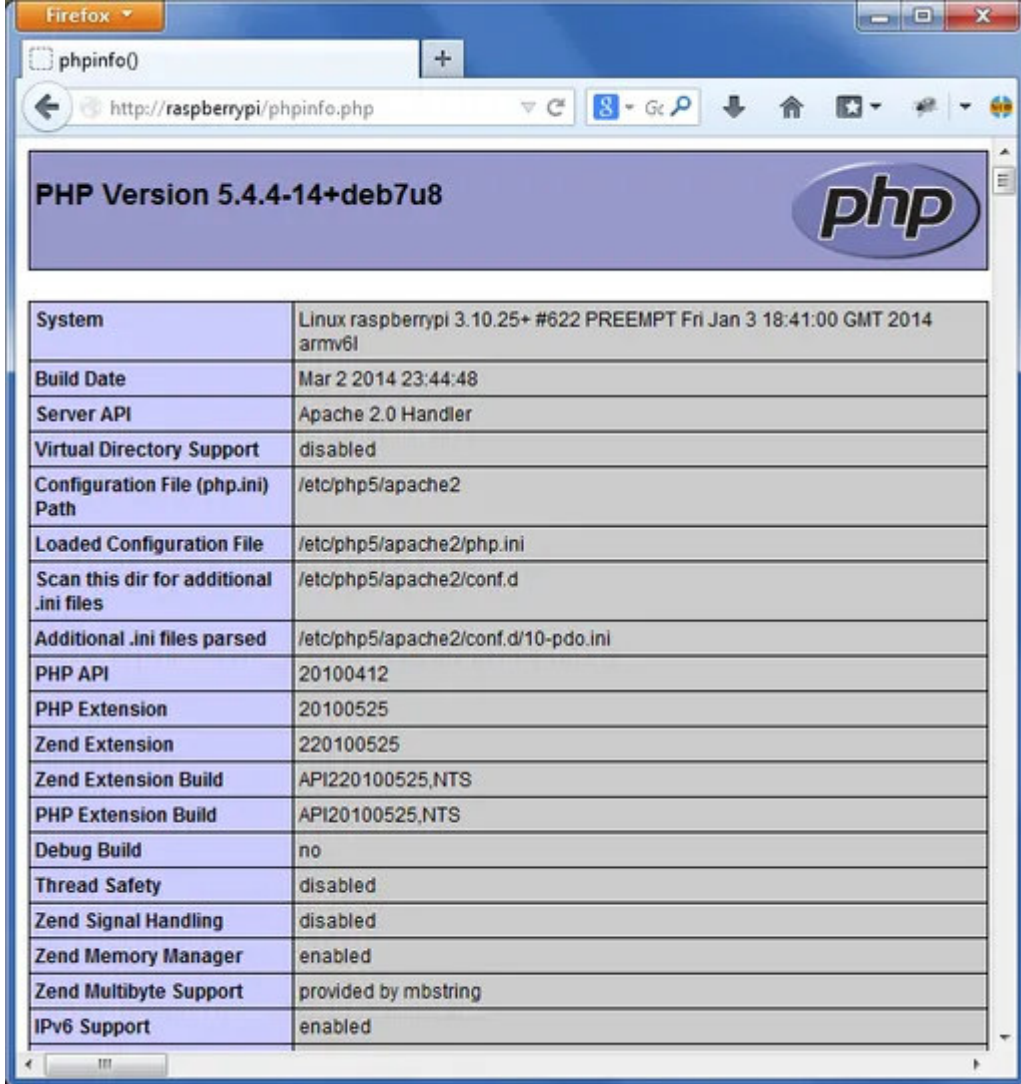 Firefox
phpinfo()
http://raspberrypi/phpinfo.php
PHP Version 5.4.4-14+deb7u8
php
System
Linux raspberrypi 3.10.25+ #622 PREEMPT Fri Jan 3 18:41:00 GMT 2014
armv6l
Build Date
Mar 2 2014 23:44:48
Server API
Apache 2.0 Handler
Virtual Directory Support
disabled
Configuration File (php.ini)
Path
/etc/php5/apache2
Loaded Configuration File
/etc/php5/apache2/php.ini
Scan this dir for additional
.ini files
/etc/php5/apache2/conf.d
Additional .ini files parsed
/etc/php5/apache2/conf.d/10-pdo.ini
PHP API
20100412
PHP Extension
20100525
Zend Extension
220100525
Zend Extension Build
API220100525,NTS
PHP Extension Build
API20100525,NTS
Debug Build
no
Thread Safety
disabled
Zend Signal Handling
disabled
Zend Memory Manager
enabled
Zend Multibyte Support
provided by mbstring
IPv6 Support
enabled